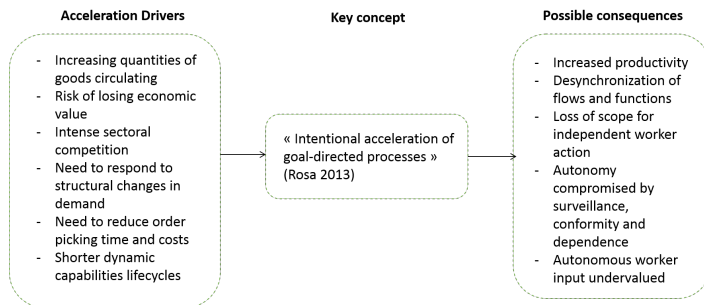 Acceleration Drivers
- Increasing quantities of
goods circulating
- Risk of losing economic
value
- Intense sectoral
competition
- Need to respond to
structural changes in
demand
- Need to reduce order
picking time and costs
- Shorter dynamic
capabilities lifecycles
Key concept
« Intentional acceleration of
goal-directed processes »
(Rosa 2013)
Possible consequences
- Increased productivity
- Desynchronization of
flows and functions
- Loss of scope for
independent worker
action
- Autonomy
compromised by
surveillance,
conformity and
dependence
- Autonomous worker
input undervalued